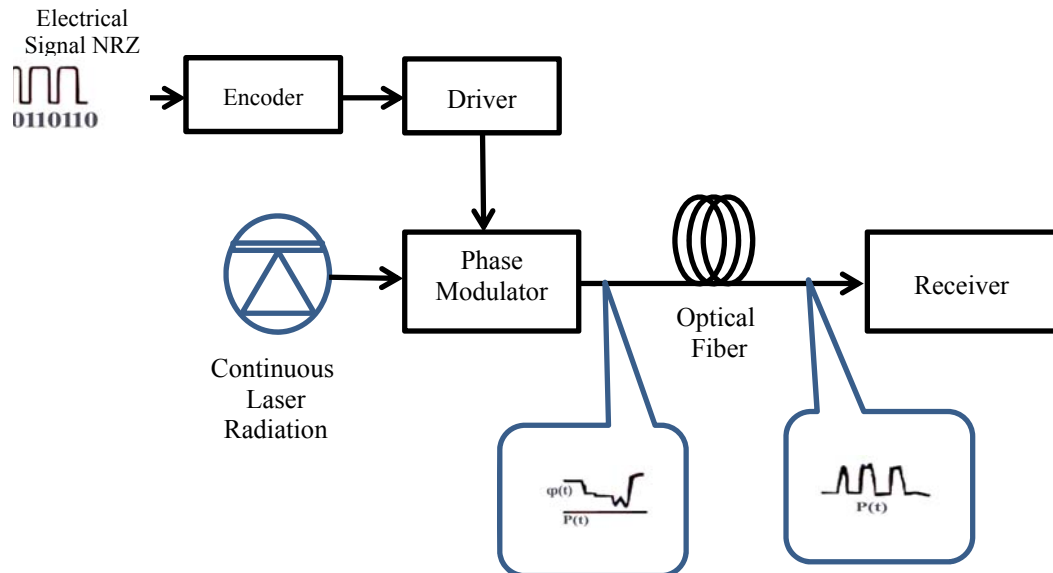 Electrical
Signal NRZ
0110110
Encoder
Driver
Phase
Modulator
Receiver
Optical
Fiber
Continuous
Laser
Radiation
φ(t)
P(t)
P(t)